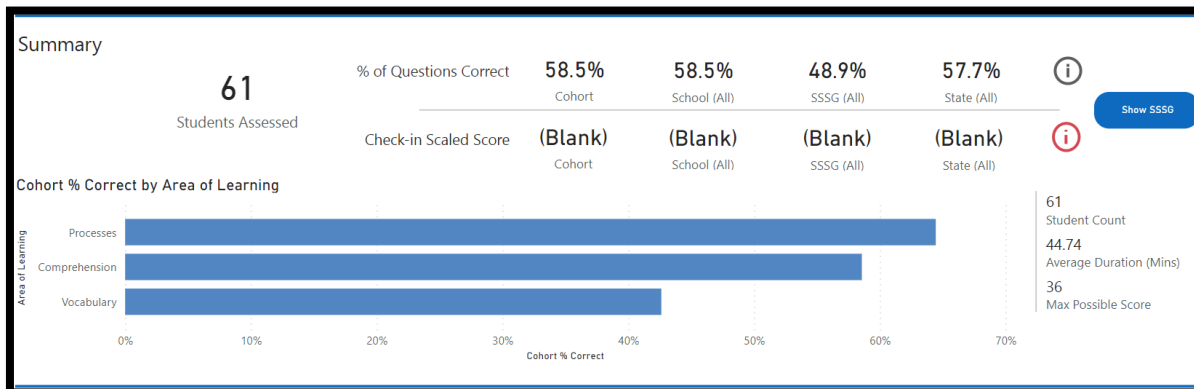 Summary
61
Students Assessed
% of Questions Correct
58.5%
Cohort
58.5%
School (All)
48.9%
SSSG (All)
57.7%
State (All)
i
Show SSSG
Check-in Scaled Score
(Blank)
Cohort
(Blank)
School (All)
(Blank)
SSSG (All)
(Blank)
State (All)
i
Cohort % Correct by Area of Learning
Area of Learning
Processes
Comprehension
Vocabulary
0%
10%
20%
30%
40%
50%
60%
70%
Cohort % Correct
61
Student Count
44.74
Average Duration (Mins)
36
Max Possible Score